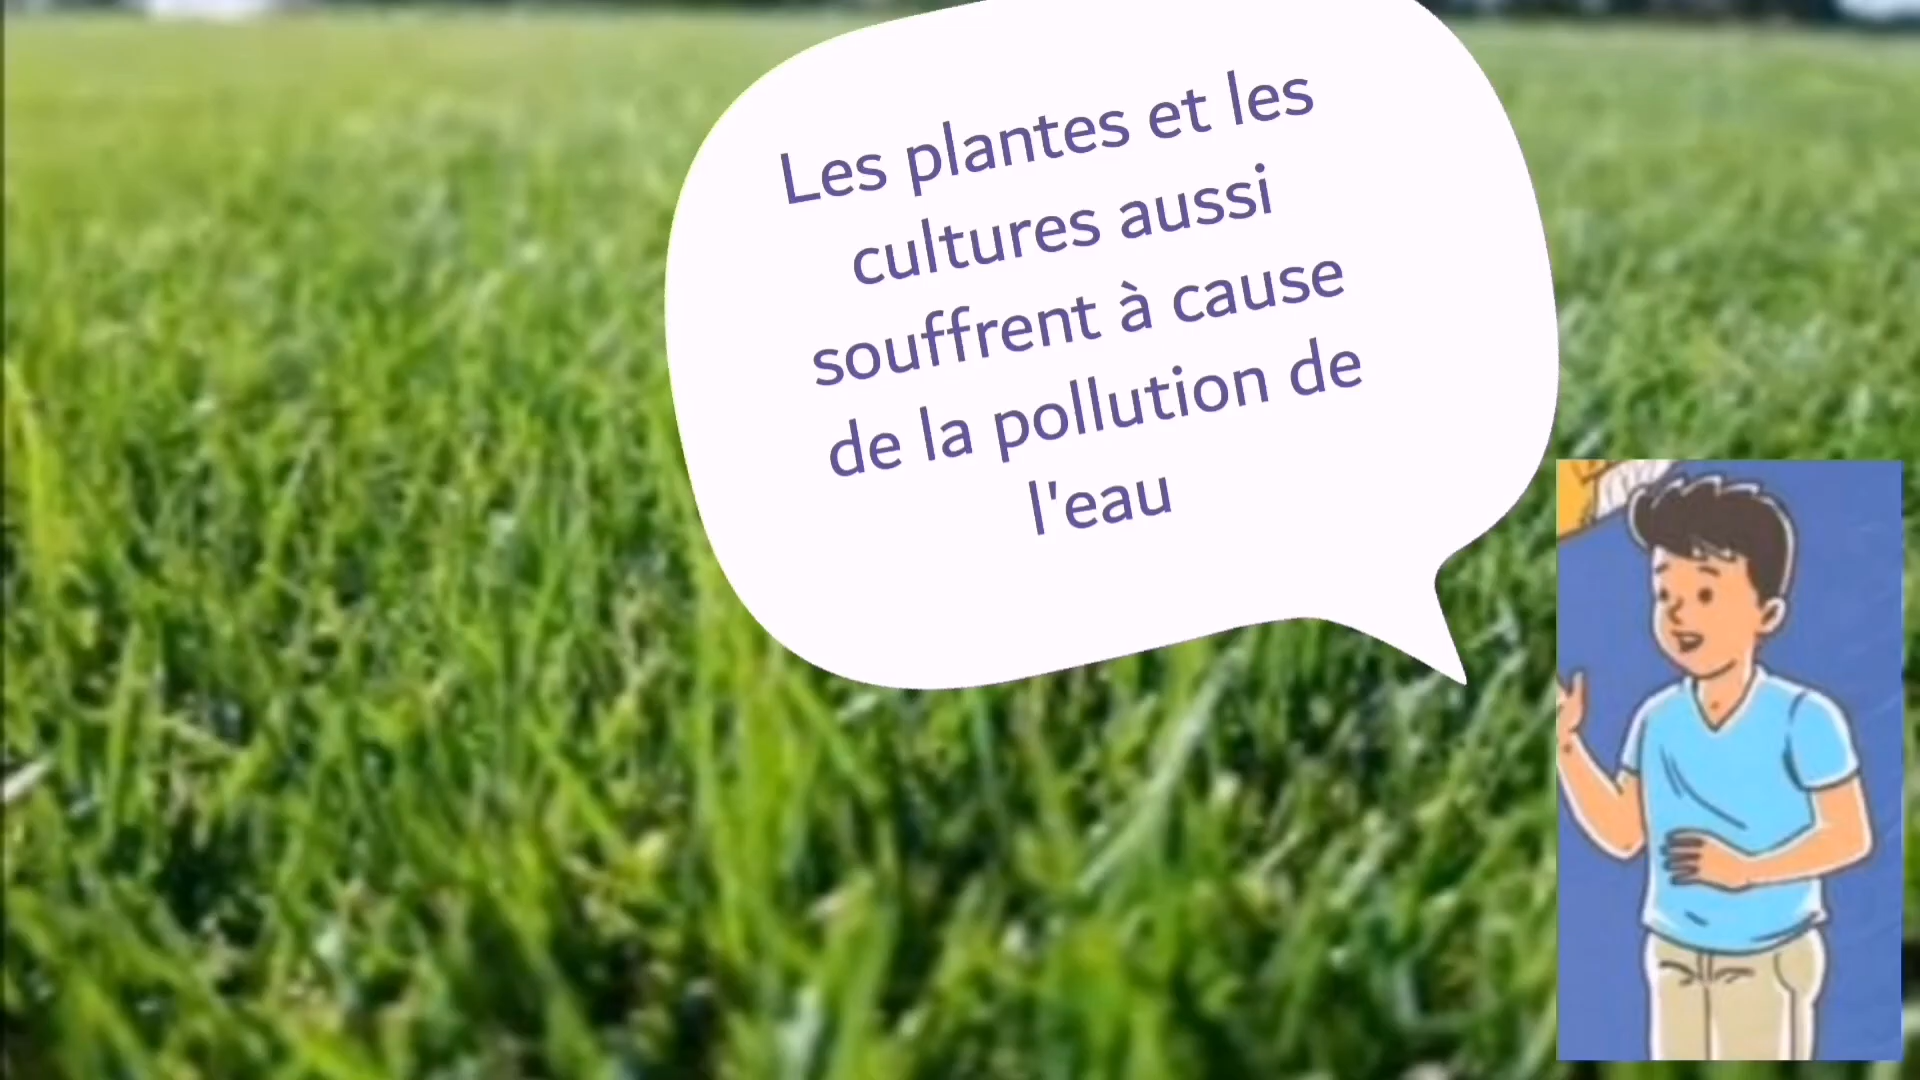 Les plantes et les
cultures aussi
souffrent à cause
de la pollution de
l'eau